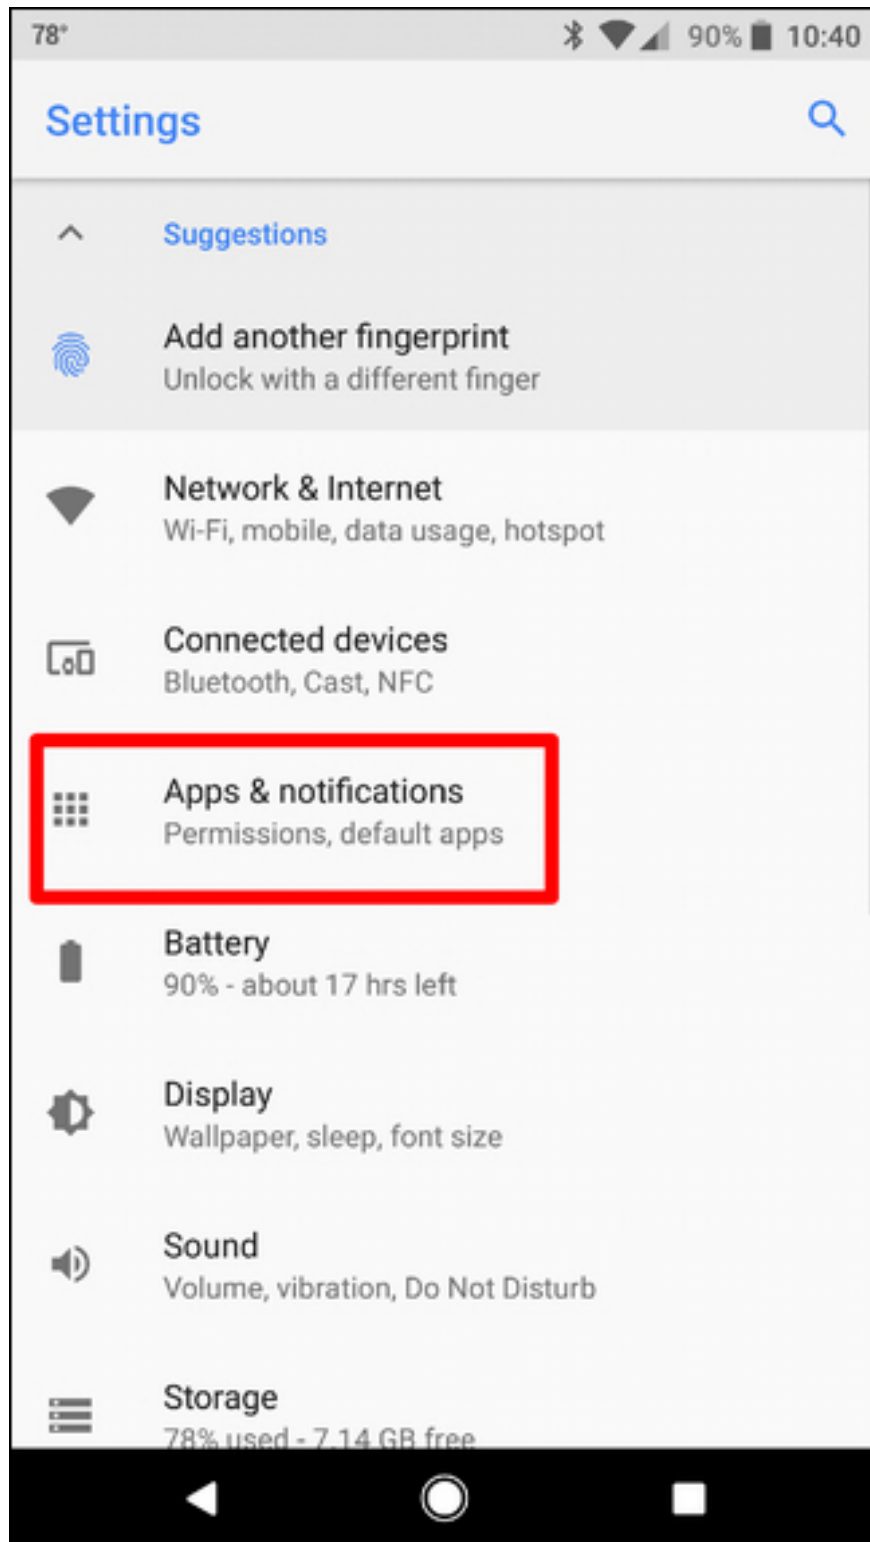 78° 90% 10:40
Settings
Suggestions
Add another fingerprint
Unlock with a different finger
Network & Internet
Wi-Fi, mobile, data usage, hotspot
Connected devices
Bluetooth, Cast, NFC
Apps & notifications
Permissions, default apps
Battery
90% - about 17 hrs left
Display
Wallpaper, sleep, font size
Sound
Volume, vibration, Do Not Disturb
Storage
78% used - 7.14 GB free